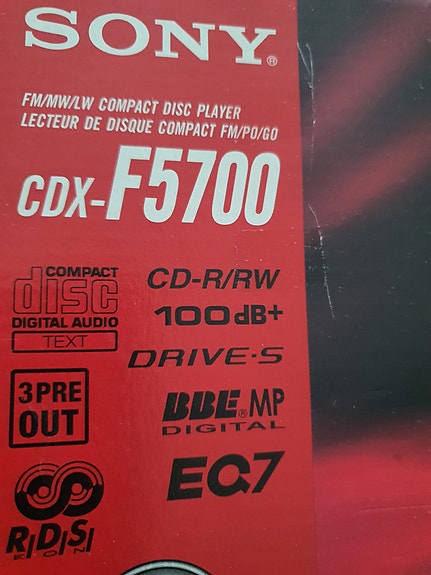 SONY®
FM/MW/LW COMPACT DISC PLAYER
LECTEUR DE DISQUE COMPACT FM/PO/GO
CDX-F5700
COMPACT
disc
DIGITAL AUDIO
TEXT
CD-R/RW
100dB+
DRIVE·S
3PRE
OUT
BBE® MP
DIGITAL
R·D·S
EON
EQ7